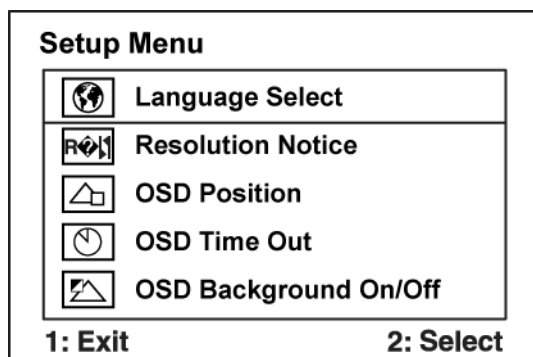 Setup Menu
Language Select
Resolution Notice
OSD Position
OSD Time Out
OSD Background On/Off
1: Exit 2: Select